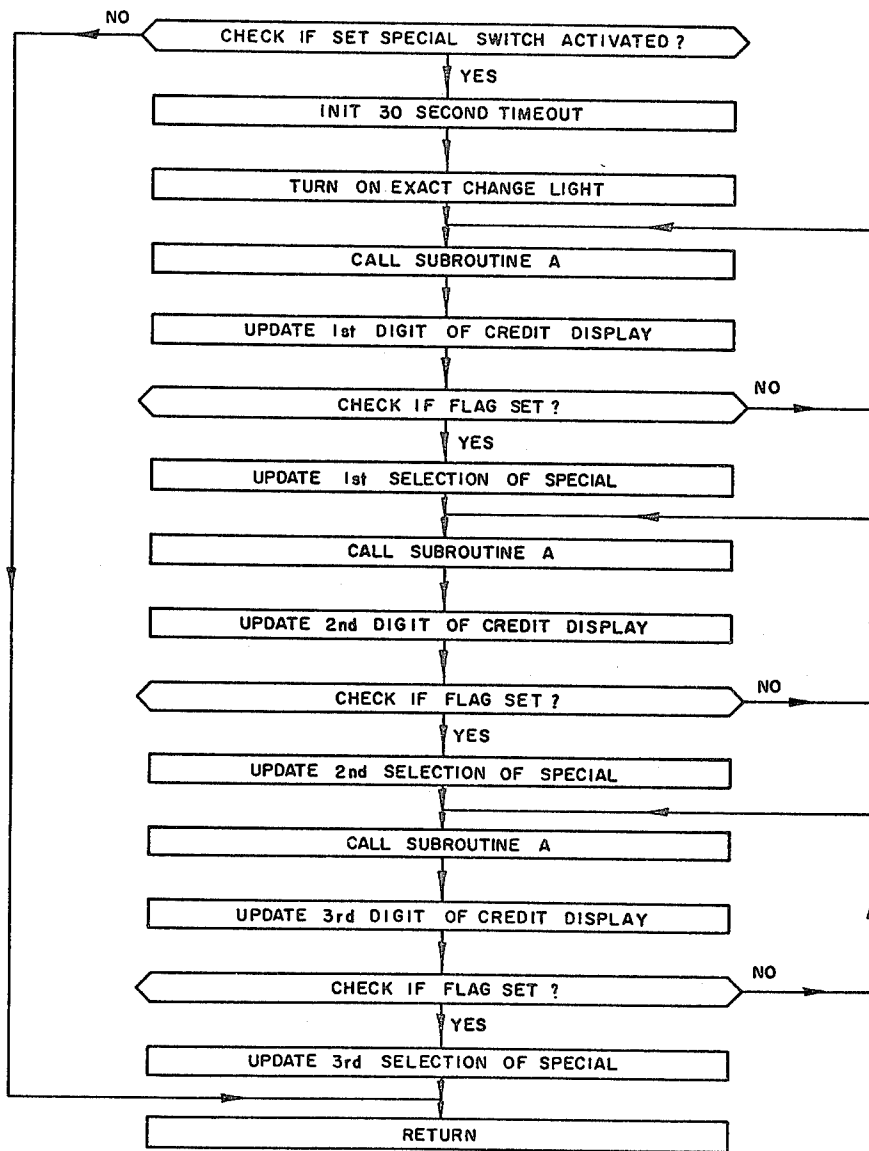 NO
CHECK IF SET SPECIAL SWITCH ACTIVATED?
YES
INIT 30 SECOND TIMEOUT
TURN ON EXACT CHANGE LIGHT
CALL SUBROUTINE A
UPDATE 1st DIGIT OF CREDIT DISPLAY
NO
CHECK IF FLAG SET?
YES
UPDATE 1st SELECTION OF SPECIAL
CALL SUBROUTINE A
UPDATE 2nd DIGIT OF CREDIT DISPLAY
NO
CHECK IF FLAG SET?
YES
UPDATE 2nd SELECTION OF SPECIAL
CALL SUBROUTINE A
UPDATE 3rd DIGIT OF CREDIT DISPLAY
NO
CHECK IF FLAG SET?
YES
UPDATE 3rd SELECTION OF SPECIAL
RETURN